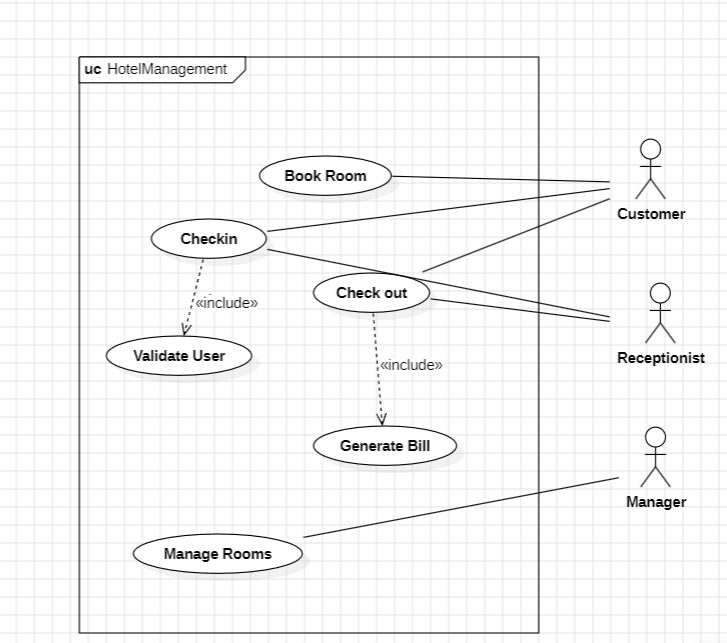 uc HotelManagement
Book Room
Customer
Checkin
Check out
«include»
Validate User
Receptionist
«include»
Generate Bill
Manager
Manage Rooms